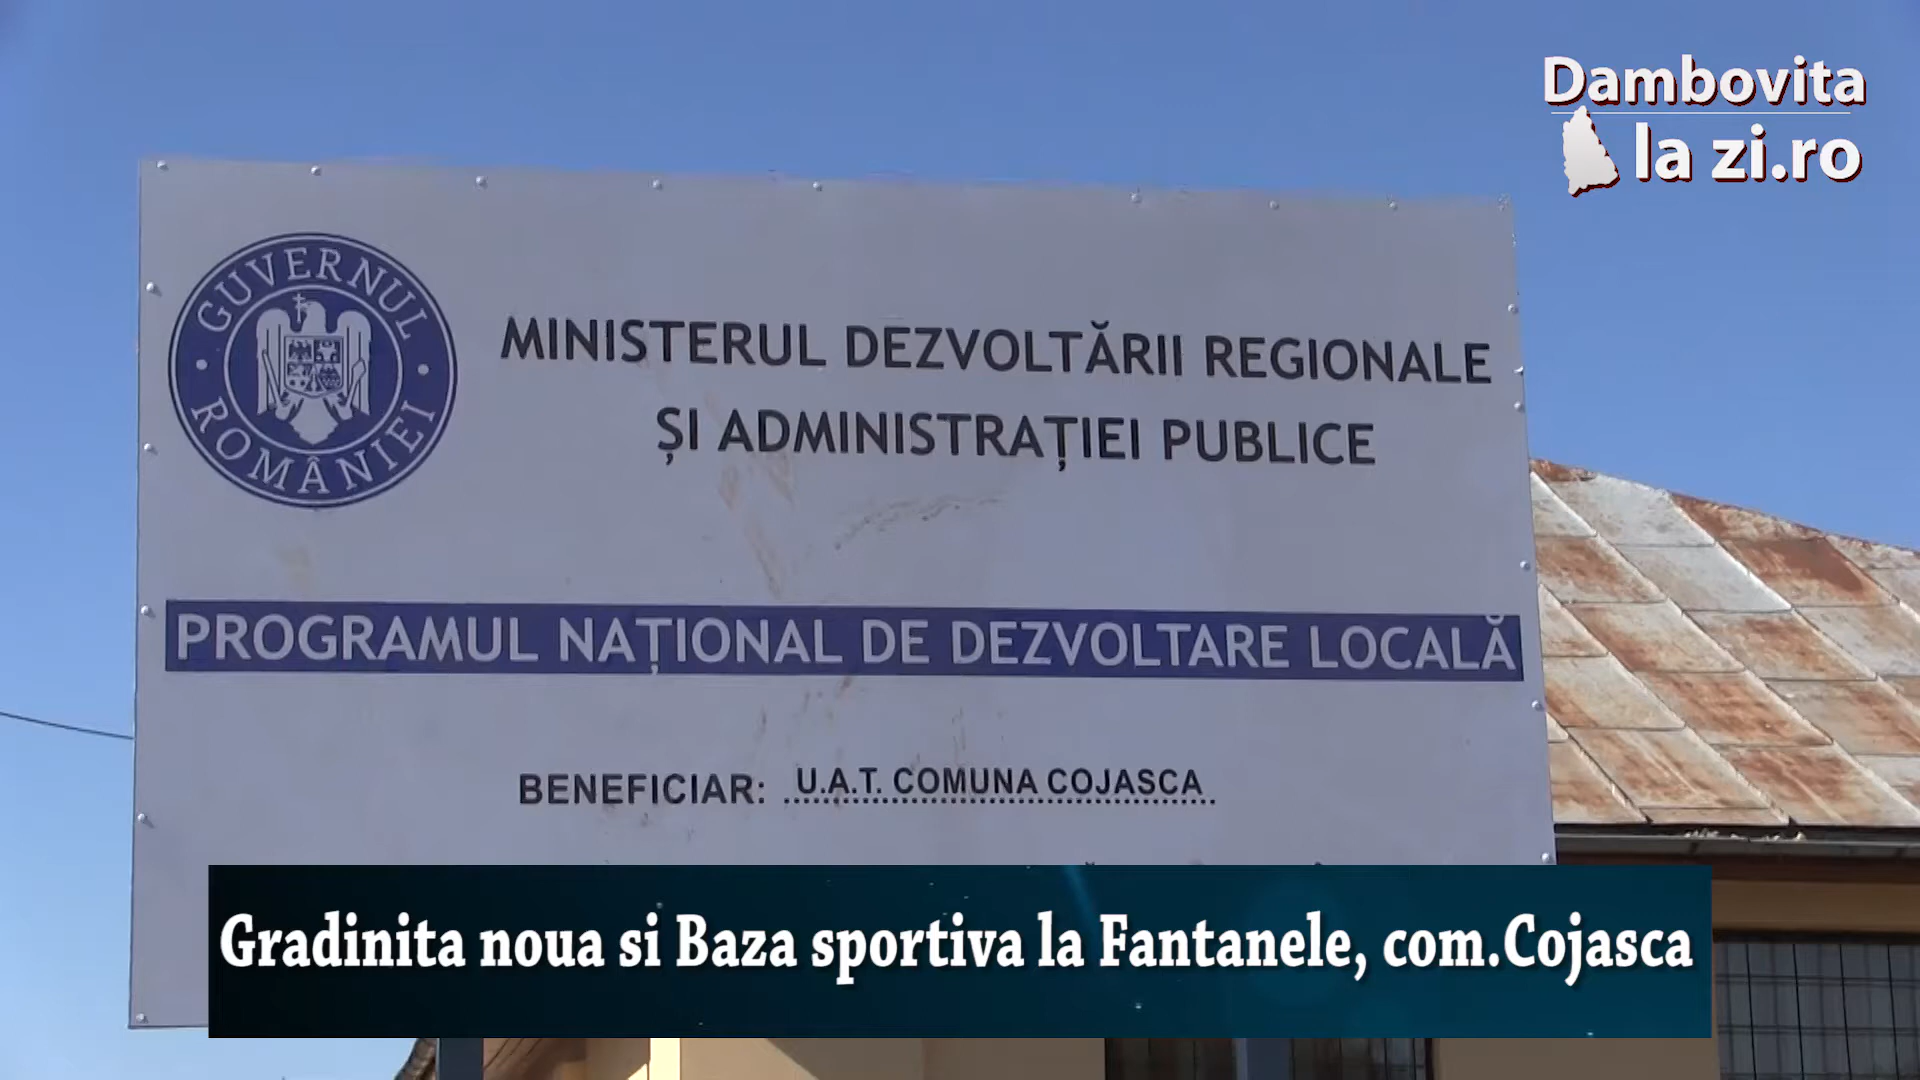 Dambovita
la zi.ro
GUVERNUL
ROMÂNIEI
MINISTERUL DEZVOLTĂRII REGIONALE
ȘI ADMINISTRAȚIEI PUBLICE
PROGRAMUL NAȚIONAL DE DEZVOLTARE LOCALĂ
BENEFICIAR: U.A.T. COMUNA COJASCA
Gradinita noua si Baza sportiva la Fantanele, com.Cojasca